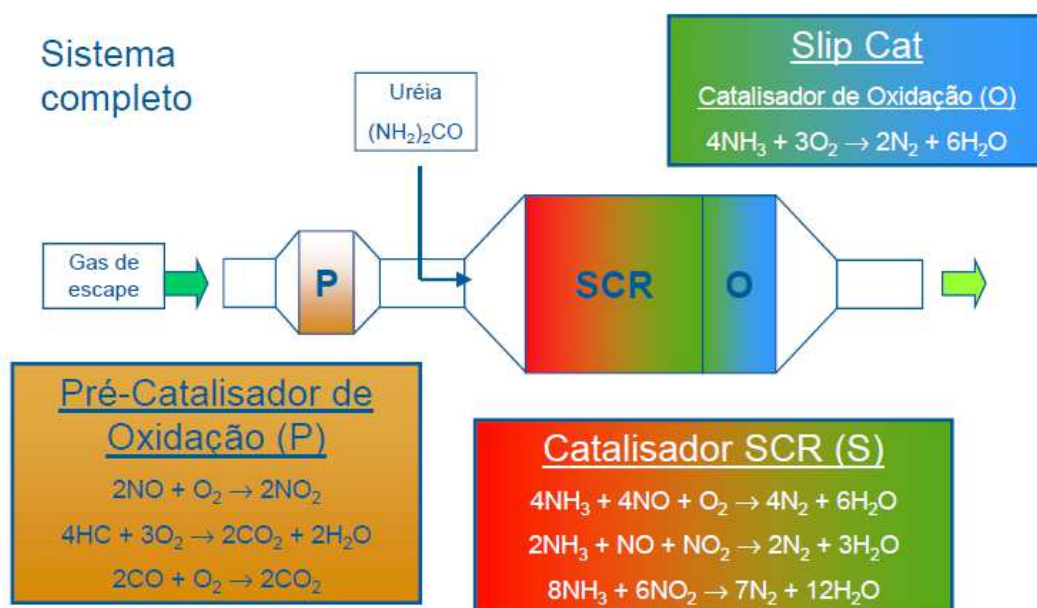 Sistema
completo
Uréia
(NH₂)₂CO
Slip Cat
Catalisador de Oxidação (O)
4NH₃ + 3O₂ → 2N₂ + 6H₂O
Gas de
escape
P
SCR
O
Pré-Catalisador de
Oxidação (P)
2NO + O₂ → 2NO₂
4HC + 3O₂ → 2CO₂ + 2H₂O
2CO + O₂ → 2CO₂
Catalisador SCR (S)
4NH₃ + 4NO + O₂ → 4N₂ + 6H₂O
2NH₃ + NO + NO₂ → 2N₂ + 3H₂O
8NH₃ + 6NO₂ → 7N₂ + 12H₂O